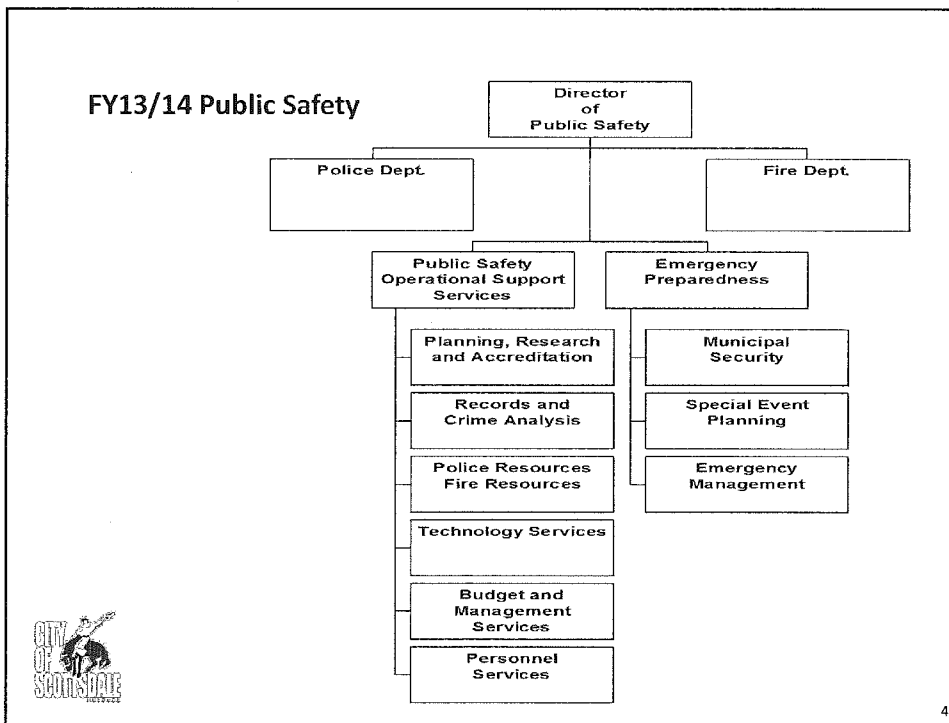 FY13/14 Public Safety
Director
of
Public Safety
Police Dept.
Fire Dept.
Public Safety
Operational Support
Services
Emergency
Preparedness
Planning, Research
and Accreditation
Records and
Crime Analysis
Police Resources
Fire Resources
Technology Services
Budget and
Management
Services
Personnel
Services
Municipal
Security
Special Event
Planning
Emergency
Management
CITY
OF
SCOTTSDALE
4